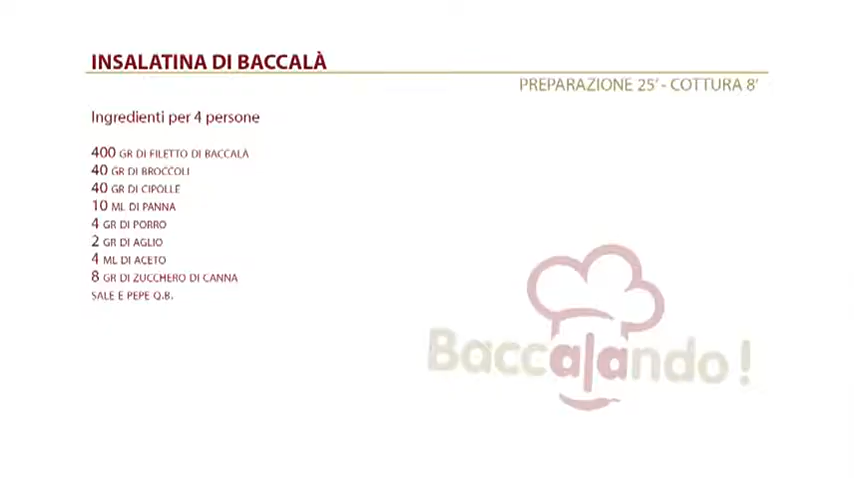 INSALATINA DI BACCALÀ
PREPARAZIONE 25' - COTTURA 8'
Ingredienti per 4 persone
400 GR DI FILETTO DI BACCALÀ
40 GR DI BROCCOLI
40 GR DI CIPOLLE
10 ML DI PANNA
4 GR DI PORRO
2 GR DI AGLIO
4 ML DI ACETO
8 GR DI ZUCCHERO DI CANNA
SALE E PEPE Q.B.
Baccalando!